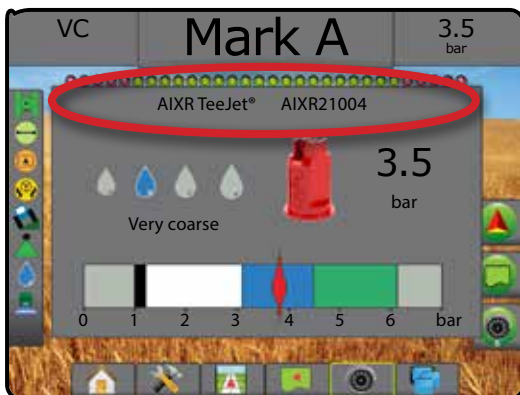 VC Mark A 3.5
bar
AIXR TeeJet® AIXR21004
3.5
bar
Very coarse
0 1 2 3 4 5 6 bar